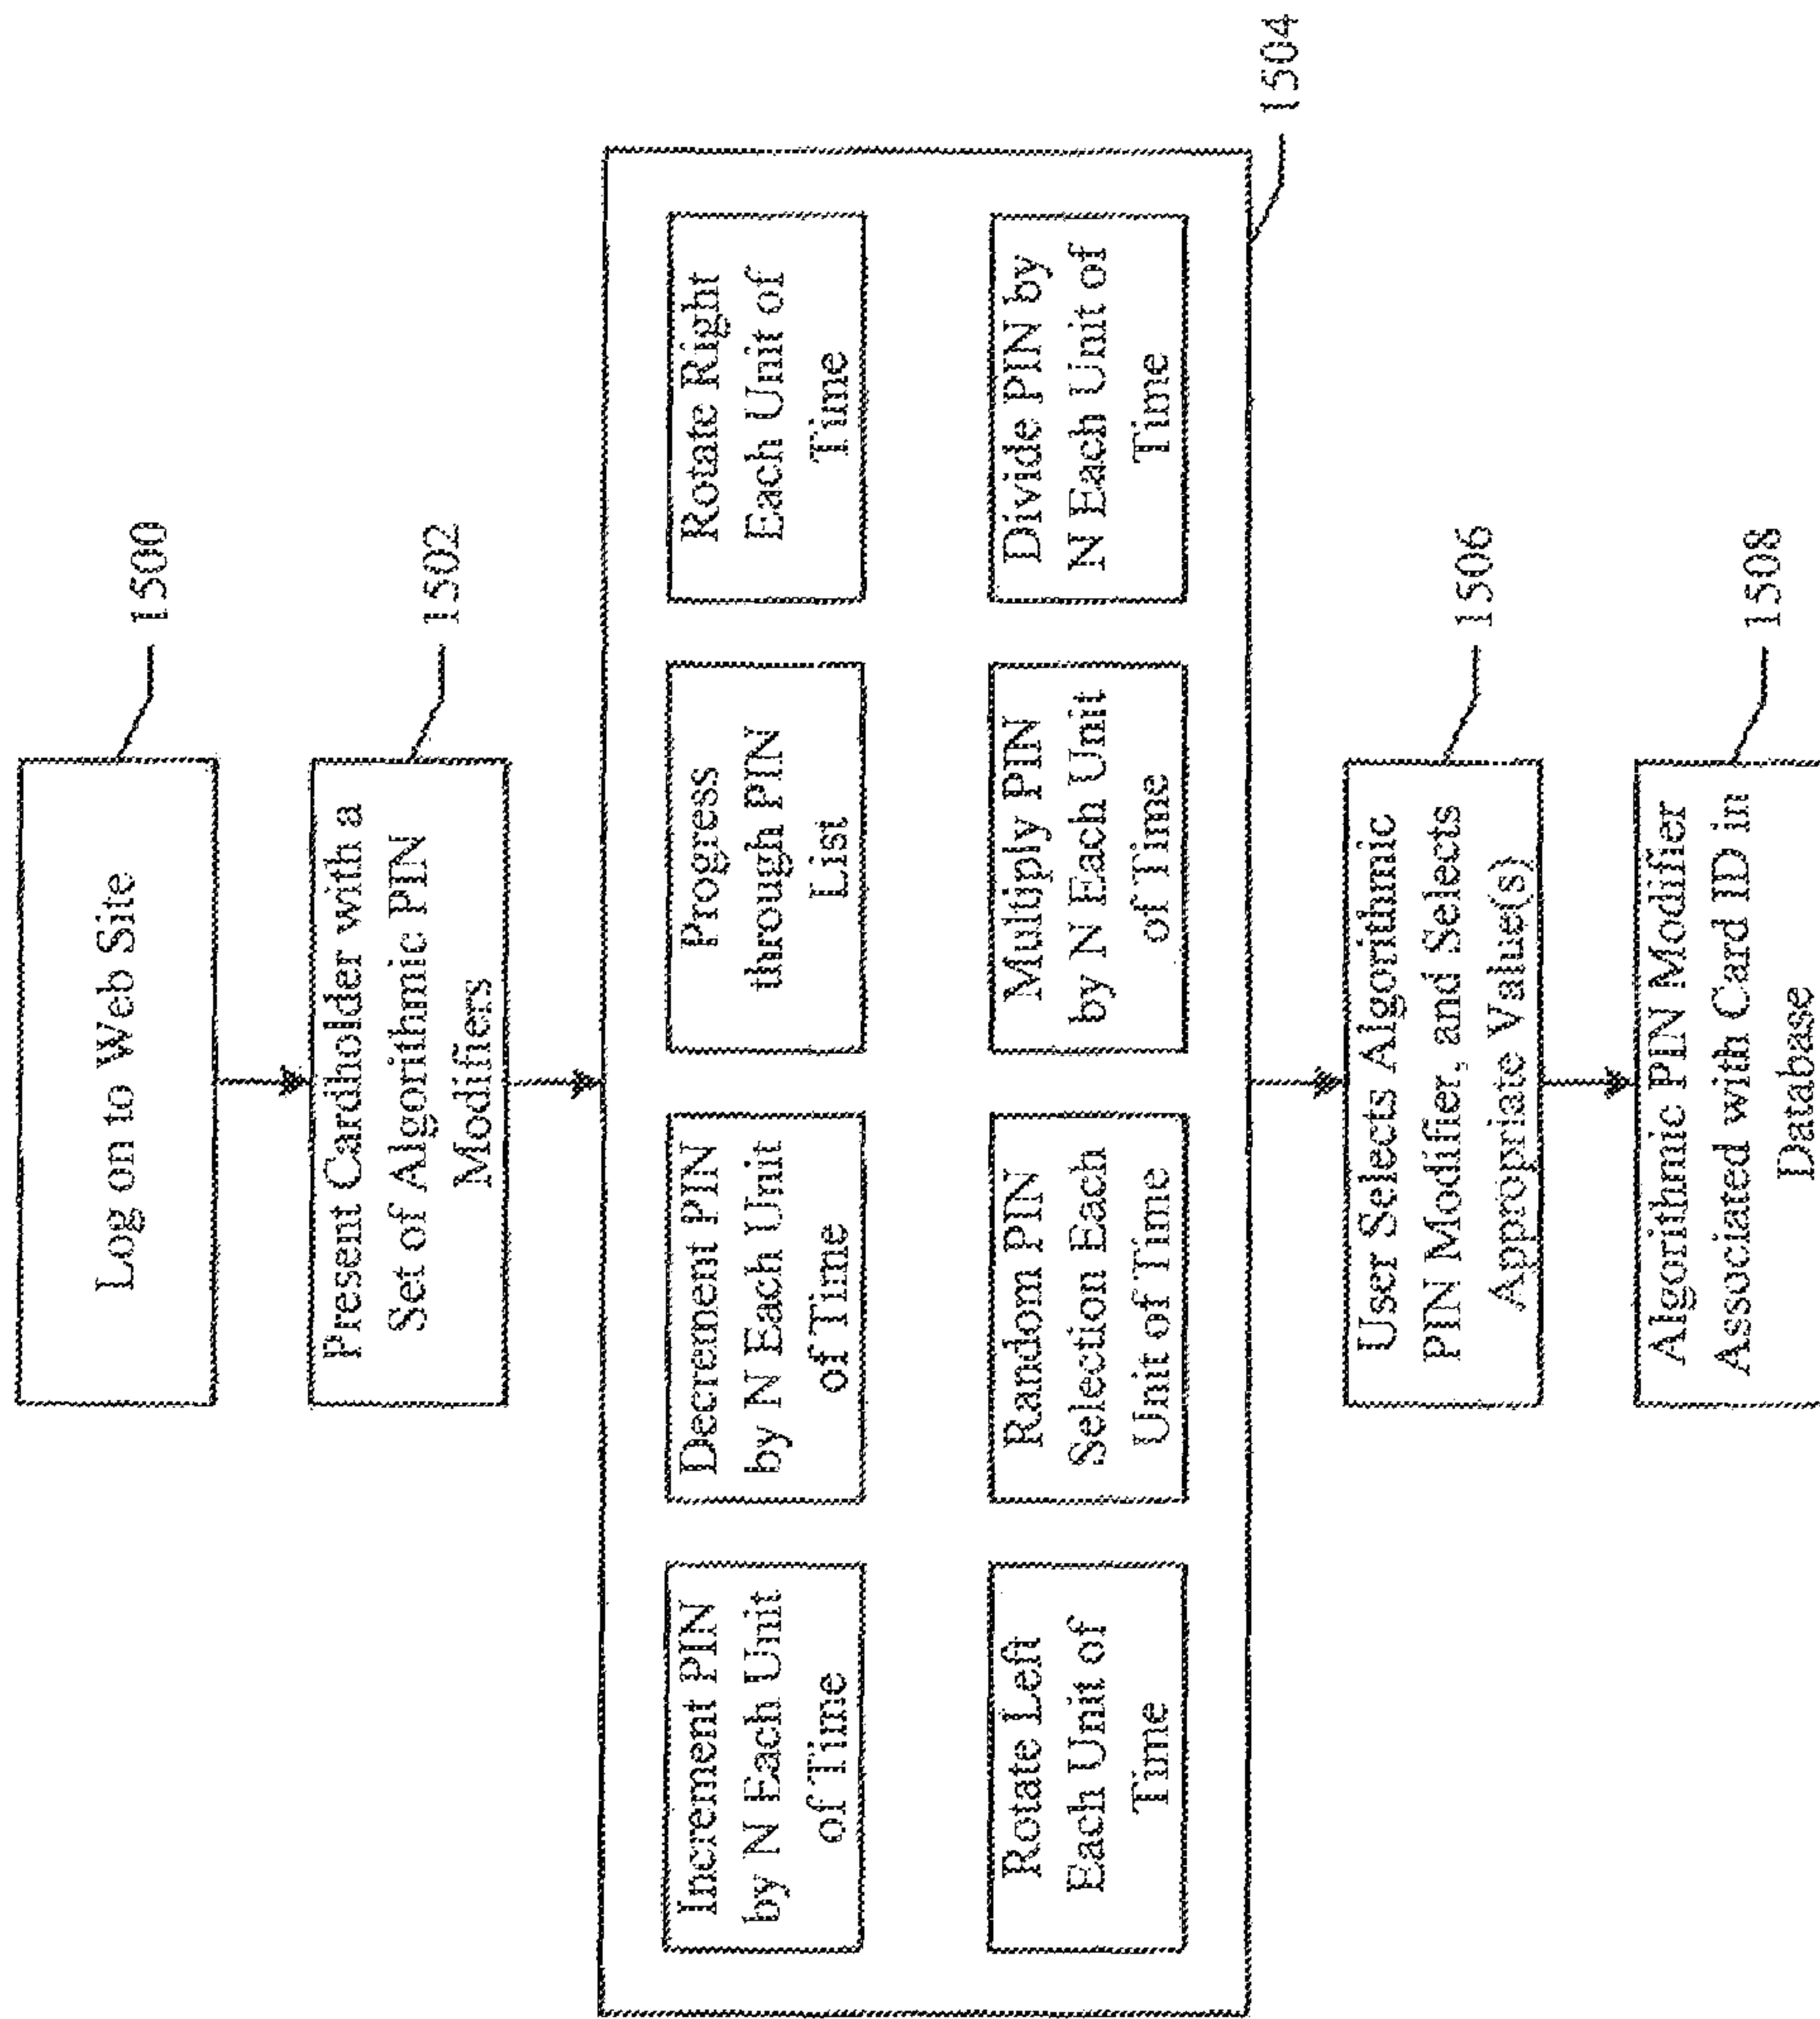 Log on to Web Site
1500
Present Cardholder with a
Set of Algorithmic PIN
Modifiers
1502
Increment PIN
by N Each Unit
of Time
Decrement PIN
by N Each Unit
of Time
Progress
through PIN
List
Rotate Right
Each Unit of
Time
Rotate Left
Each Unit of
Time
Random PIN
Selection Each
Unit of Time
Multiply PIN
by N Each Unit
of Time
Divide PIN by
N Each Unit of
Time
1504
User Selects Algorithmic
PIN Modifier, and Selects
Appropriate Value(s)
1506
Algorithmic PIN Modifier
Associated with Card ID in
Database
1508